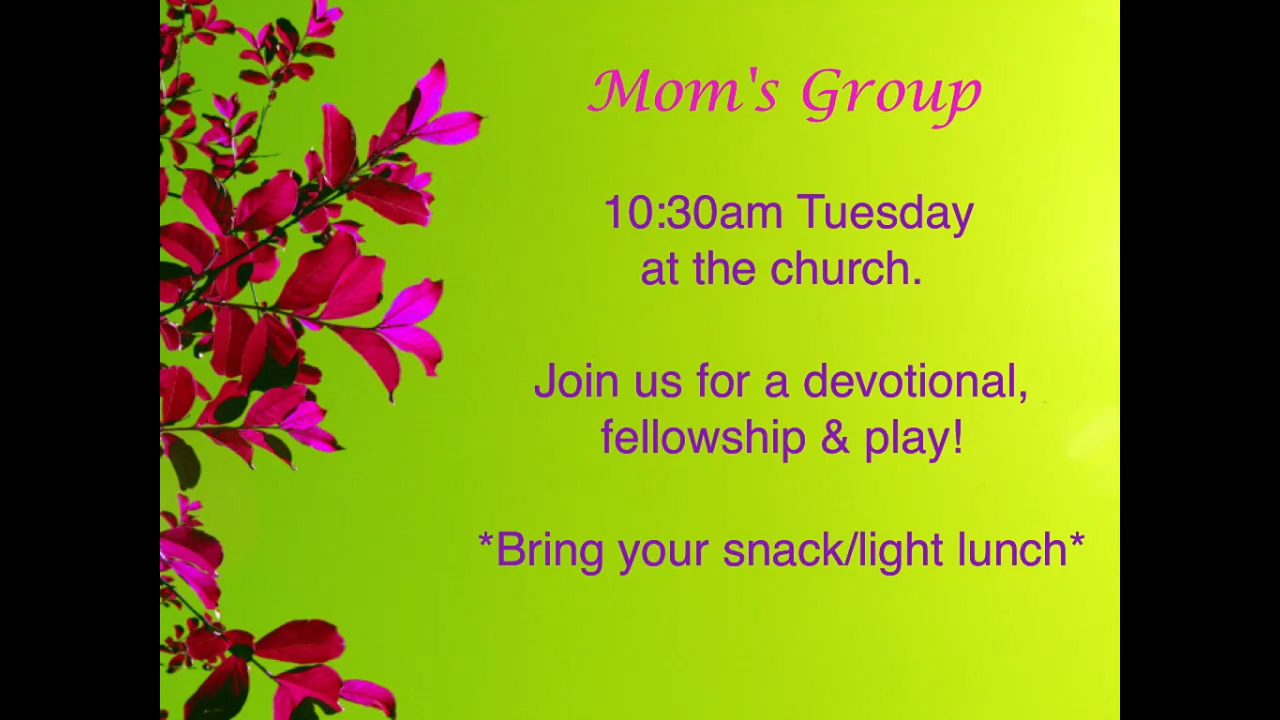 Mom's Group
10:30am Tuesday
at the church.
Join us for a devotional,
fellowship & play!
*Bring your snack/light lunch*